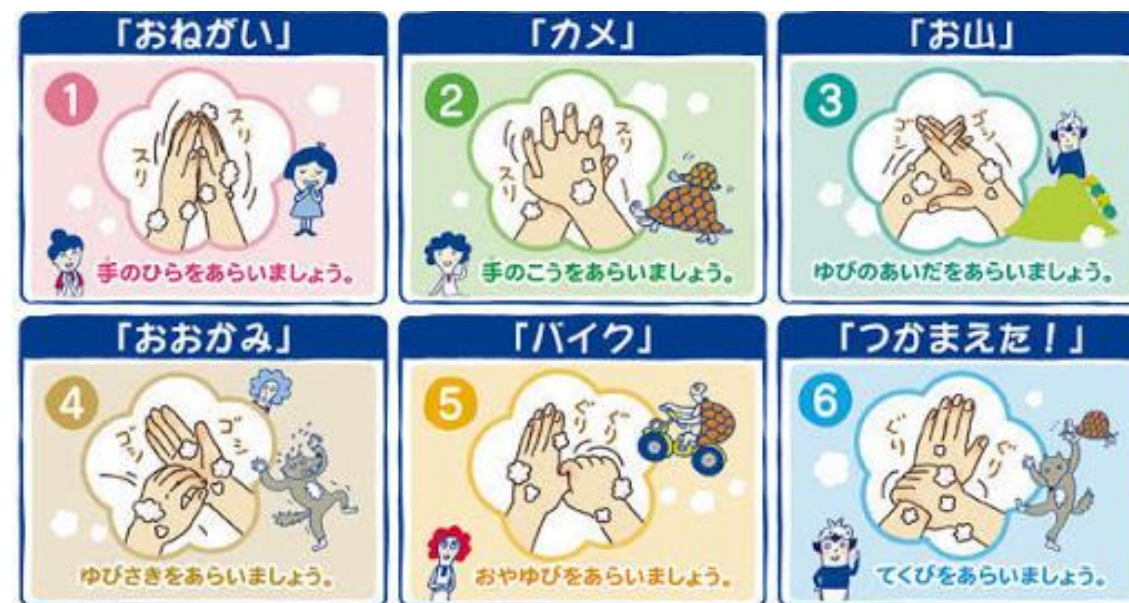 「おねがい」
1
スリ
スリ
手のひらをあらいましょう。
「カメ」
2
スリ
スリ
手のこうをあらいましょう。
「お山」
3
ゴシ
ゴシ
ゆびのあいだをあらいましょう。
「おおかみ」
4
ゴシ
ゴシ
ゆびさきをあらいましょう。
「バイク」
5
ぐり
ぐり
おやゆびをあらいましょう。
「つかまえた!」
6
ぐり
ぐり
てくびをあらいましょう。